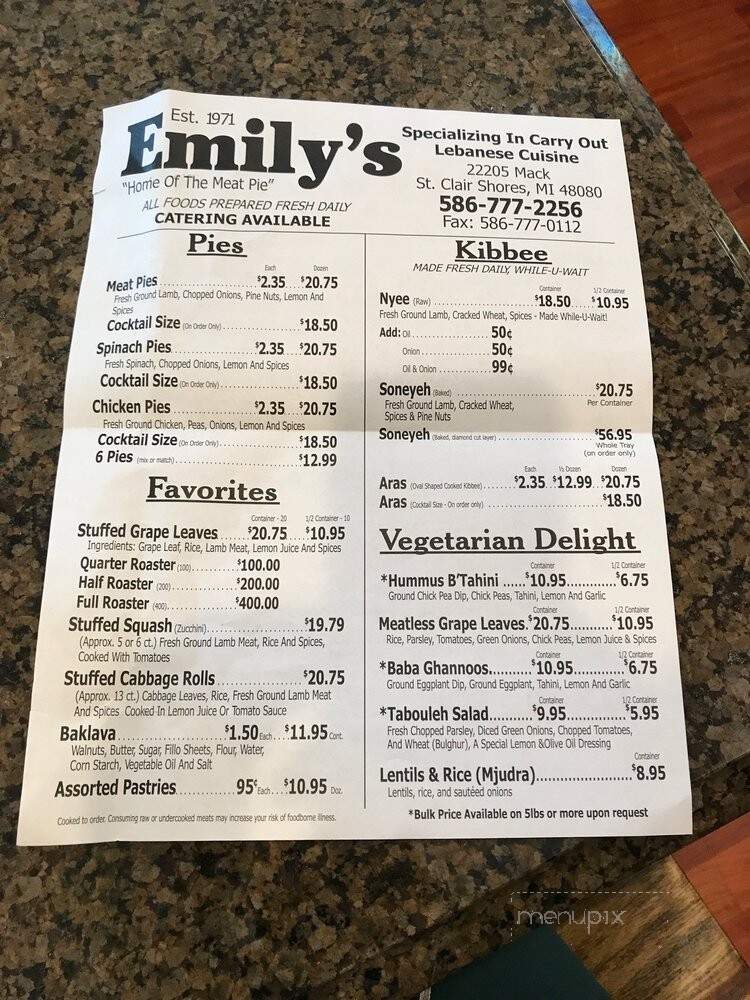 Est. 1971
Emily's
"Home Of The Meat Pie"
ALL FOODS PREPARED FRESH DAILY
CATERING AVAILABLE
Specializing In Carry Out
Lebanese Cuisine
22205 Mack
St. Clair Shores, MI 48080
586-777-2256
Fax: 586-777-0112
Pies
Each Dozen
Meat Pies ........................ $2.35 .... $20.75
Fresh Ground Lamb, Chopped Onions, Pine Nuts, Lemon And
Spices
Cocktail Size (On Order Only) .................... $18.50
Spinach Pies .................... $2.35 ... $20.75
Fresh Spinach, Chopped Onions, Lemon And Spices
Cocktail Size (On Order Only) .................... $18.50
Chicken Pies .................... $2.35 ... $20.75
Fresh Ground Chicken, Peas, Onions, Lemon And Spices
Cocktail Size (On Order Only) .................... $18.50
6 Pies (mix or match) ............................ $12.99
Favorites
Container - 20 1/2 Container - 10
Stuffed Grape Leaves ....... $20.75 .... $10.95
Ingredients: Grape Leaf, Rice, Lamb Meat, Lemon Juice And Spices
Quarter Roaster (100) .......... $100.00
Half Roaster (200) ............... $200.00
Full Roaster (400) ............... $400.00
Stuffed Squash (Zucchini) ..................... $19.79
(Approx. 5 or 6 ct.) Fresh Ground Lamb Meat, Rice And Spices,
Cooked With Tomatoes
Stuffed Cabbage Rolls ................... $20.75
(Approx. 13 ct.) Cabbage Leaves, Rice, Fresh Ground Lamb Meat
And Spices Cooked In Lemon Juice Or Tomato Sauce
Baklava ..................... $1.50 Each ... $11.95 Cont.
Walnuts, Butter, Sugar, Fillo Sheets, Flour, Water,
Corn Starch, Vegetable Oil And Salt
Assorted Pastries ............ 95¢ Each .... $10.95 Doz.
Cooked to order. Consuming raw or undercooked meats may increase your risk of foodborne illness.
Kibbee
MADE FRESH DAILY, WHILE-U-WAIT
Container 1/2 Container
Nyee (Raw) ........................ $18.50 .... $10.95
Fresh Ground Lamb, Cracked Wheat, Spices - Made While-U-Wait!
Add: Oil .................... 50¢
Onion .................. 50¢
Oil & Onion ............ 99¢
Soneyeh (Baked) ............................ $20.75
Per Container
Fresh Ground Lamb, Cracked Wheat,
Spices & Pine Nuts
Soneyeh (Baked, diamond cut layer) .................... $56.95
Whole Tray
(on order only)
Each ½ Dozen Dozen
Aras (Oval Shaped Cooked Kibbee) ........ $2.35 .. $12.99 .. $20.75
Aras (Cocktail Size - On order only) ......................... $18.50
Vegetarian Delight
Container 1/2 Container
*Hummus B'Tahini ..... $10.95 ............ $6.75
Ground Chick Pea Dip, Chick Peas, Tahini, Lemon And Garlic
Container 1/2 Container
Meatless Grape Leaves. $20.75 .......... $10.95
Rice, Parsley, Tomatoes, Green Onions, Chick Peas, Lemon Juice & Spices
Container 1/2 Container
*Baba Ghannoos .......... $10.95 ............ $6.75
Ground Eggplant Dip, Ground Eggplant, Tahini, Lemon And Garlic
Container 1/2 Container
*Tabouleh Salad .......... $9.95 ............. $5.95
Fresh Chopped Parsley, Diced Green Onions, Chopped Tomatoes,
And Wheat (Bulghur), A Special Lemon &Olive Oil Dressing
Container
Lentils & Rice (Mjudra) .................... $8.95
Lentils, rice, and sautéed onions
*Bulk Price Available on 5lbs or more upon request
menupix